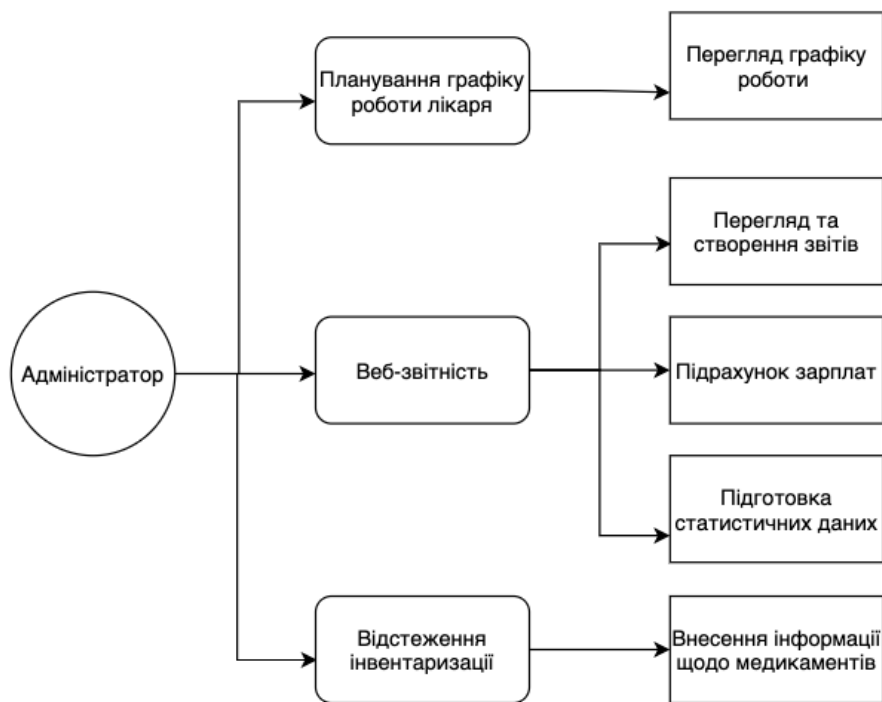 Адміністратор
Планування графіку
роботи лікаря
Перегляд графіку
роботи
Веб-звітність
Перегляд та
створення звітів
Підрахунок зарплат
Підготовка
статистичних даних
Відстеження
інвентаризації
Внесення інформації
щодо медикаментів